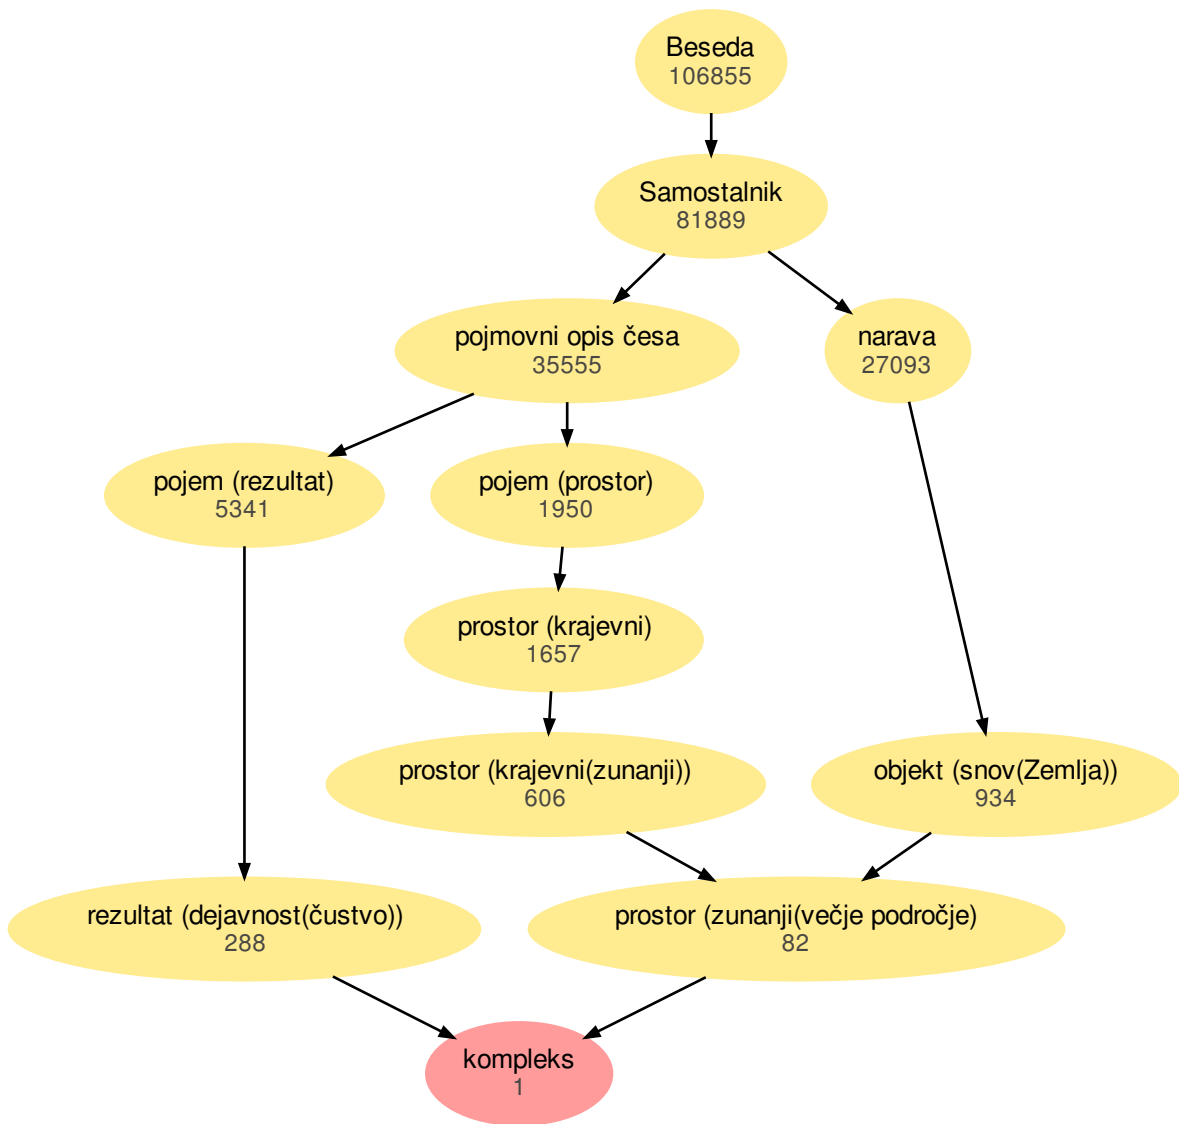 Beseda
106855
Samostalnik
81889
pojmovni opis česa
35555
narava
27093
pojem (rezultat)
5341
pojem (prostor)
1950
prostor (krajevni)
1657
prostor (krajevni(zunanji))
606
objekt (snov(Zemlja))
934
rezultat (dejavnost(čustvo))
288
prostor (zunanji(večje področje)
82
kompleks
1